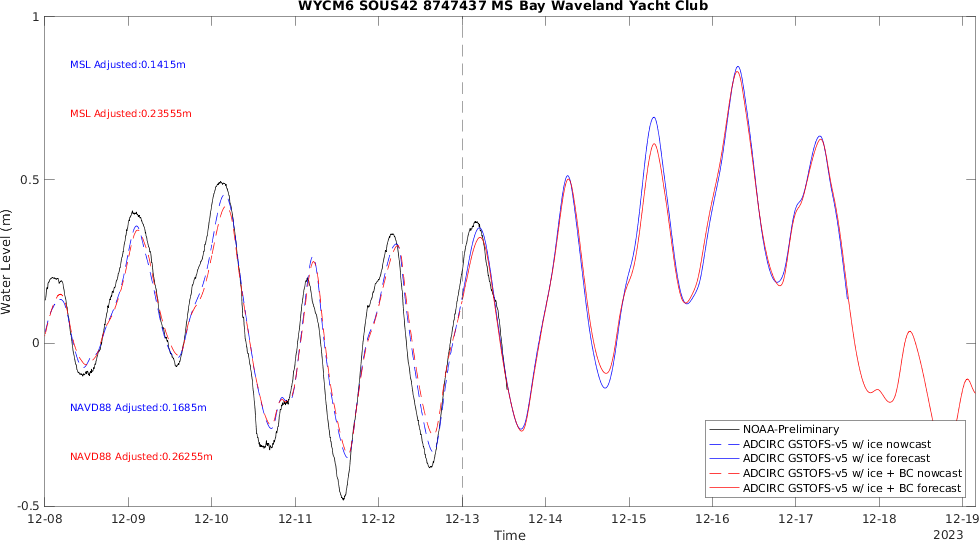 WYCM6 SOUS42 8747437 MS Bay Waveland Yacht Club
1
0.5
0
-0.5
Water Level (m)
MSL Adjusted:0.1415m
MSL Adjusted:0.23555m
NAVD88 Adjusted:0.1685m
NAVD88 Adjusted:0.26255m
NOAA-Preliminary
ADCIRC GSTOFS-v5 w/ ice nowcast
ADCIRC GSTOFS-v5 w/ ice forecast
ADCIRC GSTOFS-v5 w/ ice + BC nowcast
ADCIRC GSTOFS-v5 w/ ice + BC forecast
12-08 12-09 12-10 12-11 12-12 12-13 12-14 12-15 12-16 12-17 12-18 12-19
Time
2023